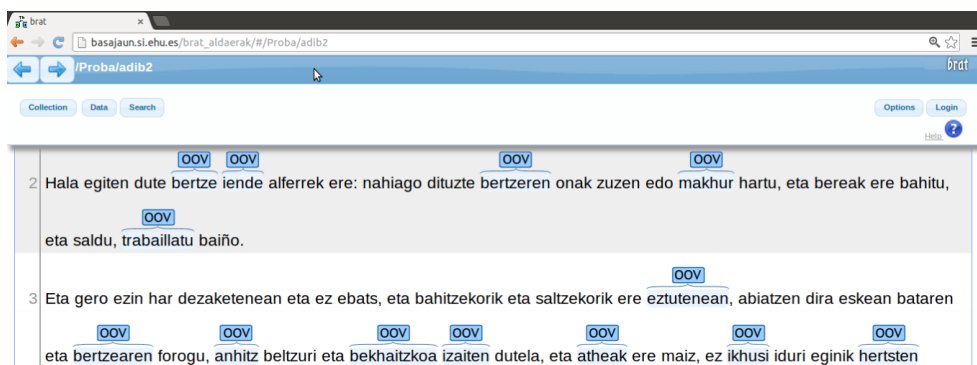 brat ×
basajaun.si.ehu.es/brat_aldaerak/#/Proba/adib2
/Proba/adib2 brat
Collection Data Search Options Login
Help ?
OOV OOV OOV OOV
2 Hala egiten dute bertze iende alferrek ere: nahiago dituzte bertzeren onak zuzen edo makhur hartu, eta bereak ere bahitu,
OOV
eta saldu, trabaillatu baiño.
OOV
3 Eta gero ezin har dezaketenean eta ez ebats, eta bahitzekorik eta saltzekorik ere eztutenean, abiatzen dira eskean bataren
OOV OOV OOV OOV OOV OOV OOV
eta bertzearen forogu, anhitz beltzuri eta bekhaitzkoa izaiten dutela, eta atheak ere maiz, ez ikhusi iduri eginik hertsten